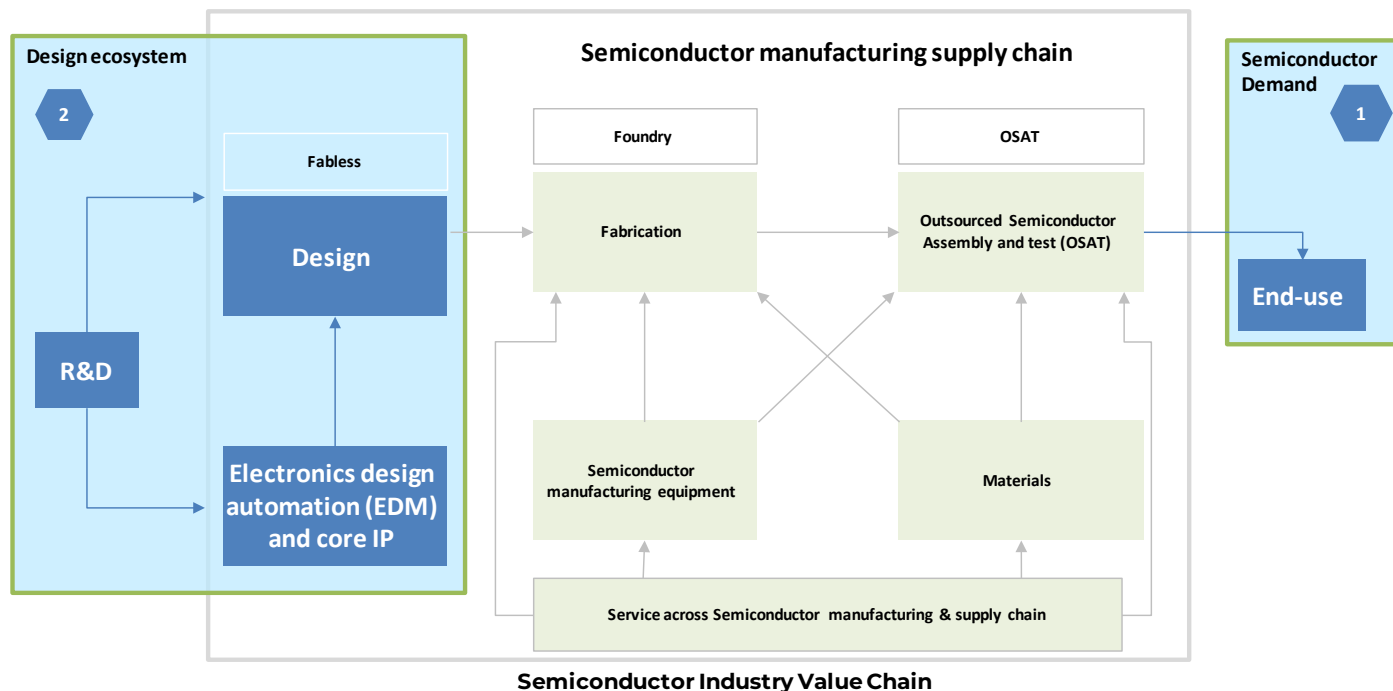 Design ecosystem
2
Semiconductor manufacturing supply chain
Semiconductor
Demand
1
Fabless
Foundry
OSAT
Design
Fabrication
Outsourced Semiconductor
Assembly and test (OSAT)
End-use
R&D
Electronics design
automation (EDM)
and core IP
Semiconductor
manufacturing equipment
Materials
Service across Semiconductor manufacturing & supply chain
Semiconductor Industry Value Chain